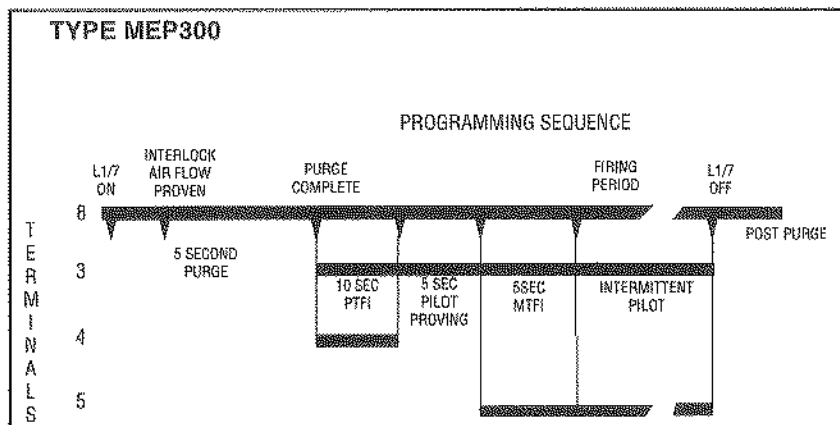 TYPE MEP300
PROGRAMMING SEQUENCE
L1/7
ON
INTERLOCK
AIR FLOW
PROVEN
PURGE
COMPLETE
FIRING
PERIOD
L1/7
OFF
8
POST PURGE
5 SECOND
PURGE
3
10 SEC
PTFI
5 SEC
PILOT
PROVING
5SEC
MTFI
INTERMITTENT
PILOT
4
5
TERMINALS